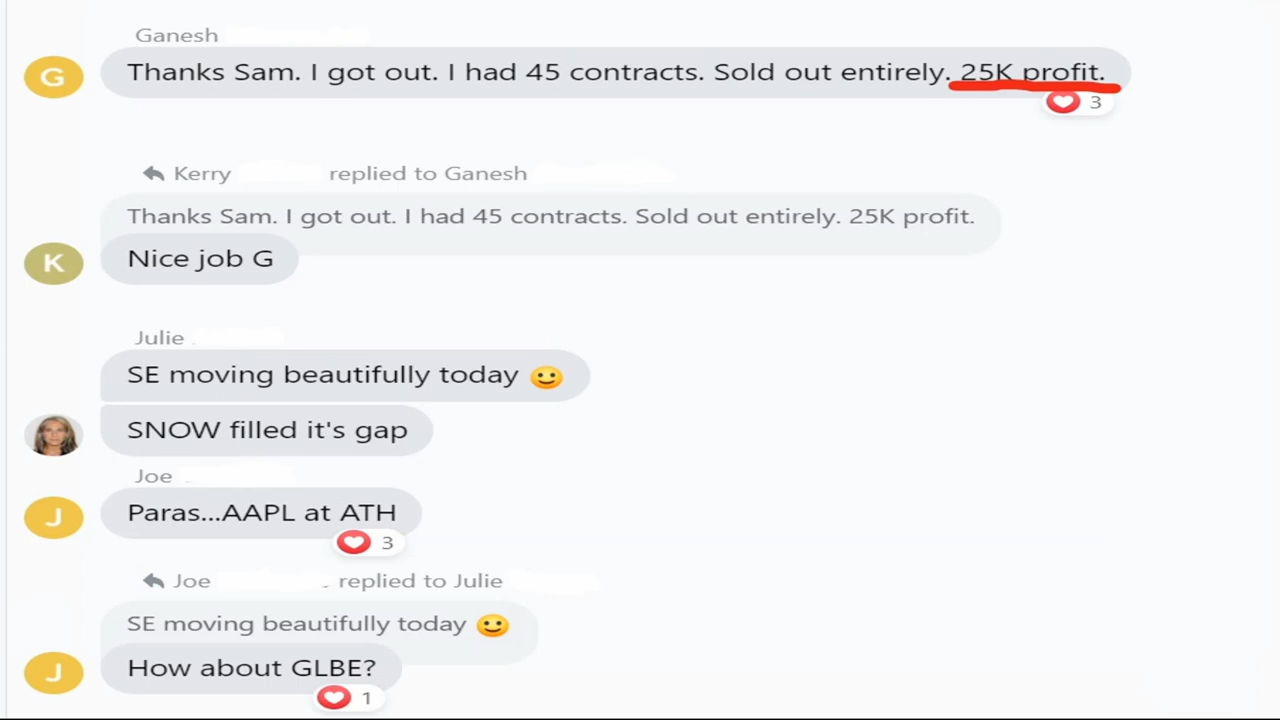 Ganesh
G
Thanks Sam. I got out. I had 45 contracts. Sold out entirely. 25K profit.
3
Kerry replied to Ganesh
Thanks Sam. I got out. I had 45 contracts. Sold out entirely. 25K profit.
K
Nice job G
Julie
SE moving beautifully today 🙂
SNOW filled it's gap
Joe
J
Paras...AAPL at ATH
3
Joe replied to Julie
SE moving beautifully today 🙂
J
How about GLBE?
1